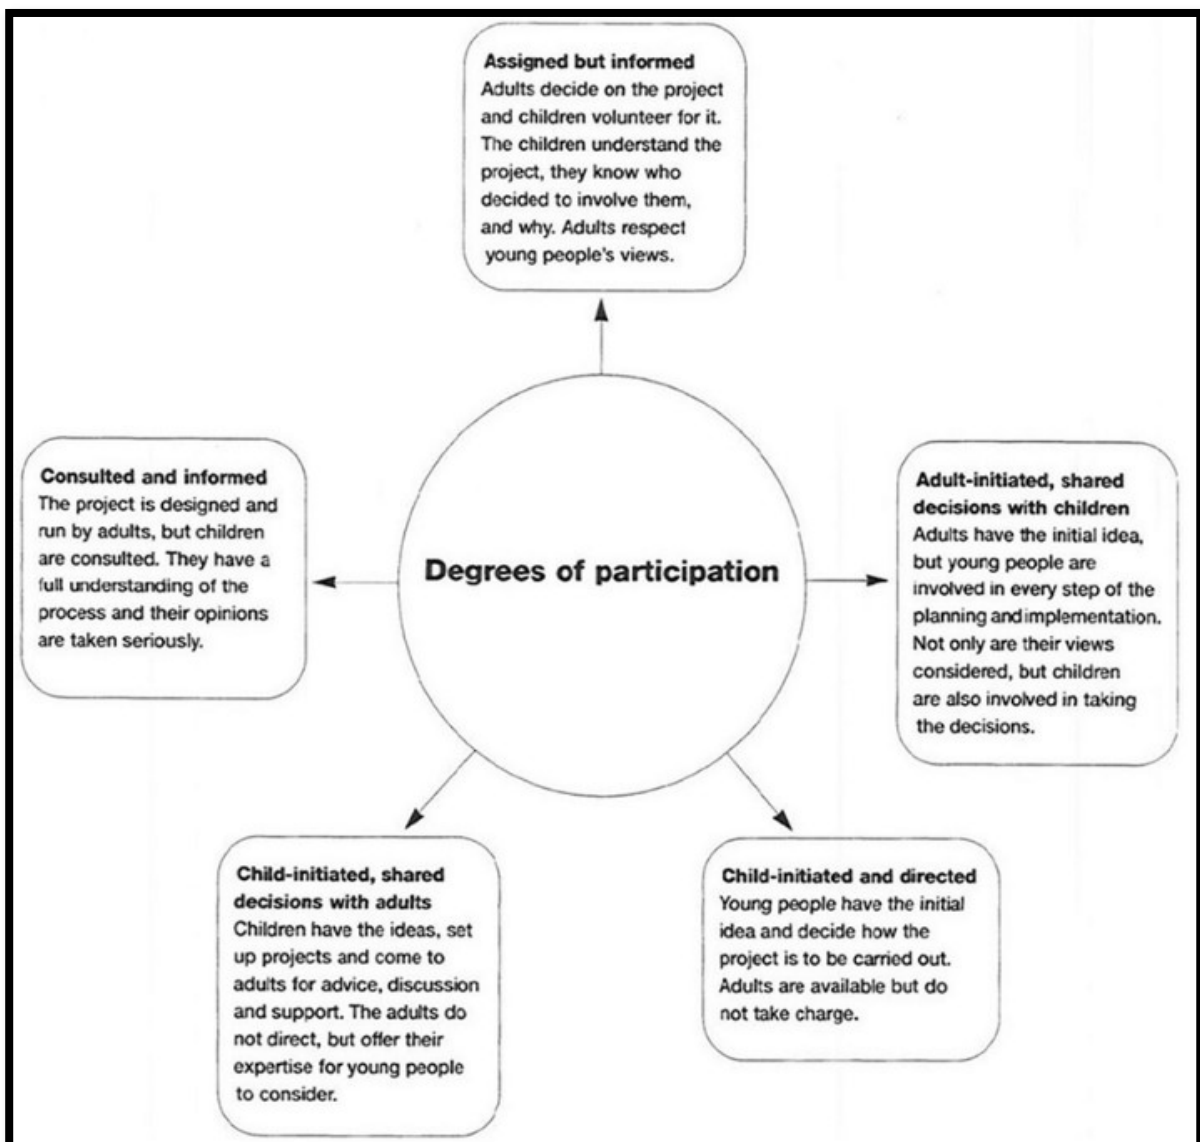 Assigned but informed
Adults decide on the project
and children volunteer for it.
The children understand the
project, they know who
decided to involve them,
and why. Adults respect
young people's views.
Consulted and informed
The project is designed and
run by adults, but children
are consulted. They have a
full understanding of the
process and their opinions
are taken seriously.
Degrees of participation
Adult-initiated, shared
decisions with children
Adults have the initial idea,
but young people are
involved in every step of the
planning and implementation.
Not only are their views
considered, but children
are also involved in taking
the decisions.
Child-initiated, shared
decisions with adults
Children have the ideas, set
up projects and come to
adults for advice, discussion
and support. The adults do
not direct, but offer their
expertise for young people
to consider.
Child-initiated and directed
Young people have the initial
idea and decide how the
project is to be carried out.
Adults are available but do
not take charge.